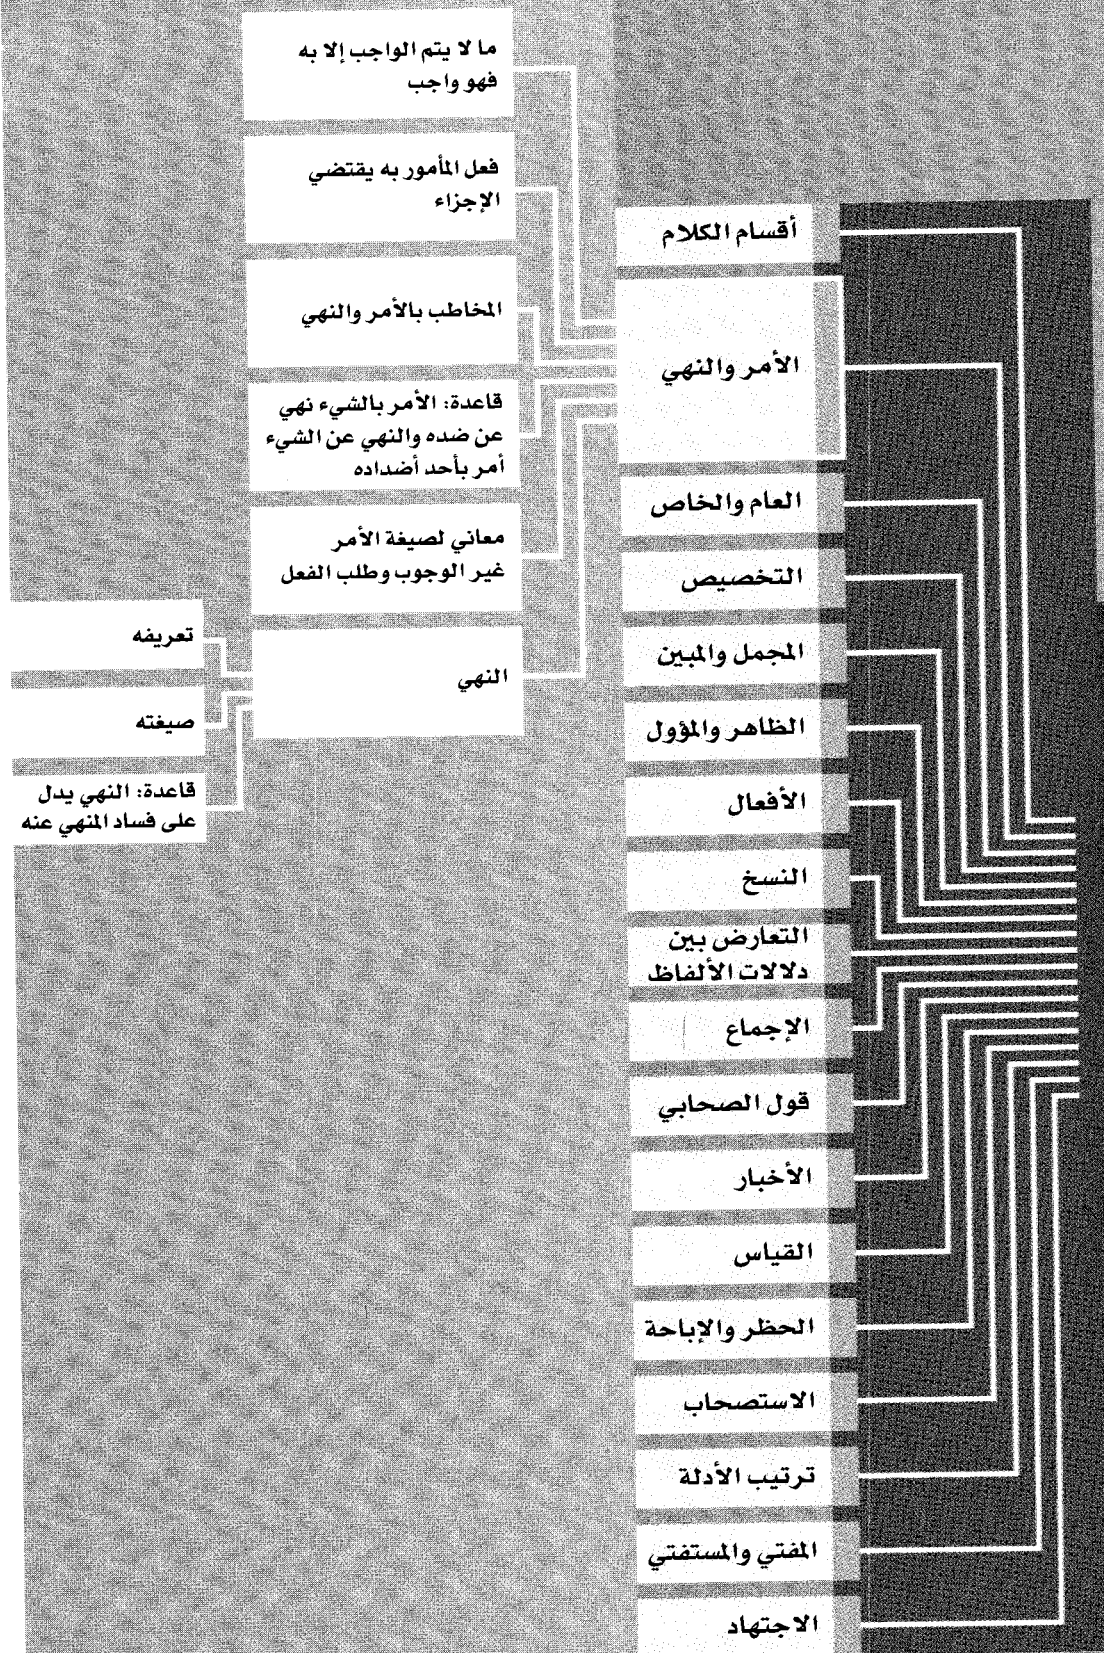 أقسام الكلام
الأمر والنهي
العام والخاص
التخصيص
المجمل والمبين
الظاهر والمؤول
الأفعال
النسخ
التعارض بين
دلالات الألفاظ
الإجماع
قول الصحابي
الأخبار
القياس
الحظر والإباحة
الاستصحاب
ترتيب الأدلة
المفتي والمستفتي
الاجتهاد
ما لا يتم الواجب إلا به
فهو واجب
فعل المأمور به يقتضي
الإجزاء
المخاطب بالأمر والنهي
قاعدة: الأمر بالشيء نهي
عن ضده والنهي عن الشيء
أمر بأحد أضداده
معاني لصيغة الأمر
غير الوجوب وطلب الفعل
النهي
تعريفه
صيغته
قاعدة: النهي يدل
على فساد المنهي عنه